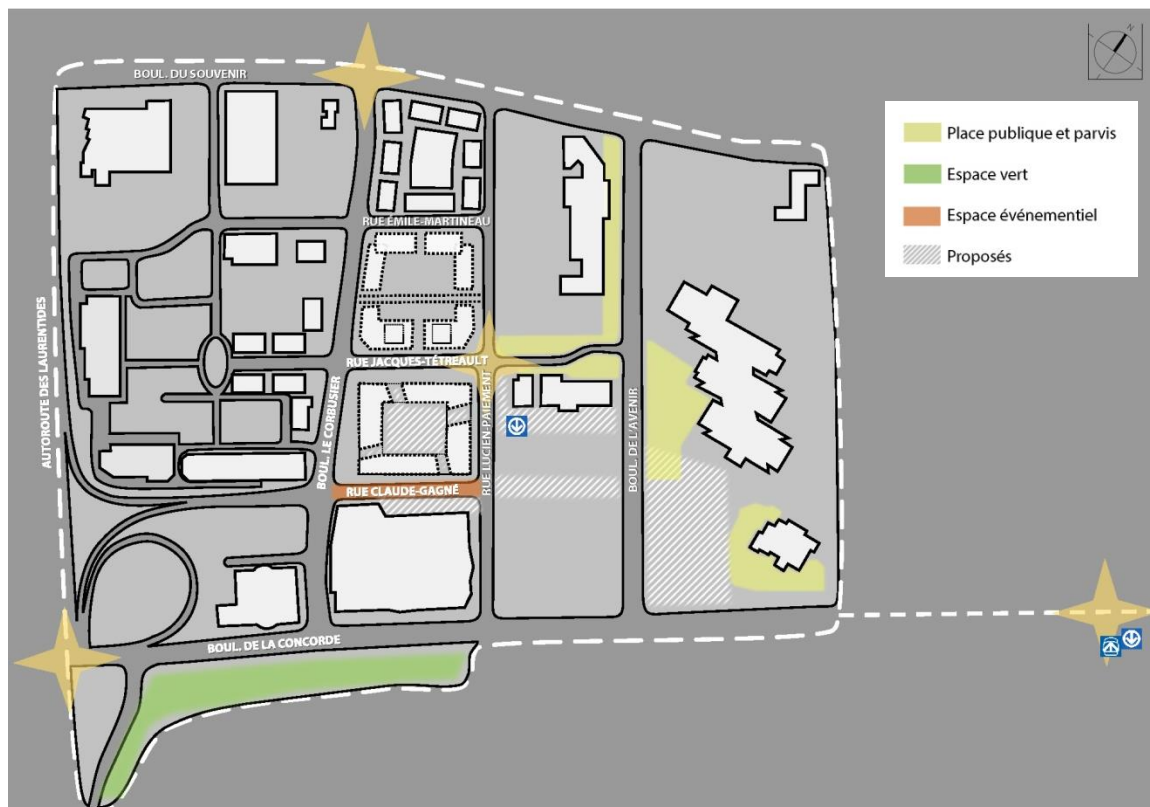 BOUL. DU SOUVENIR
N
Place publique et parvis
Espace vert
Espace événementiel
Proposés
RUE ÉMILE-MARTINEAU
RUE JACQUES-TÉTREAULT
AUTOROUTE DES LAURENTIDES
BOUL. LE CORBUSIER
RUE LUCIEN-PAIEMENT
BOUL. DE L'AVENIR
RUE CLAUDE-GAGNÉ
BOUL. DE LA CONCORDE